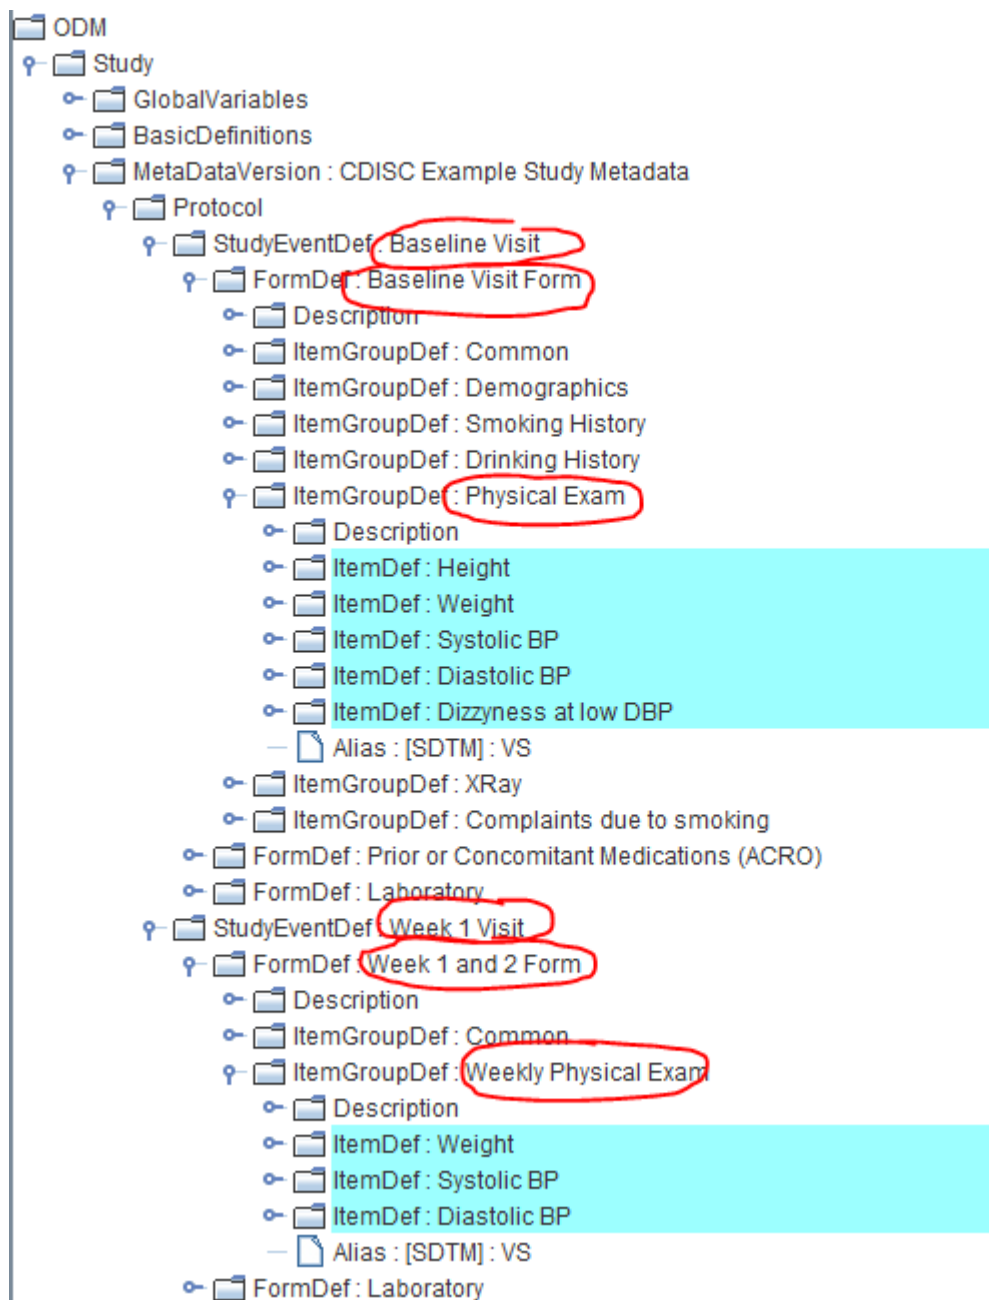 ODM
Study
GlobalVariables
BasicDefinitions
MetaDataVersion : CDISC Example Study Metadata
Protocol
StudyEventDef : Baseline Visit
FormDef : Baseline Visit Form
Description
ItemGroupDef : Common
ItemGroupDef : Demographics
ItemGroupDef : Smoking History
ItemGroupDef : Drinking History
ItemGroupDef : Physical Exam
Description
ItemDef : Height
ItemDef : Weight
ItemDef : Systolic BP
ItemDef : Diastolic BP
ItemDef : Dizzyness at low DBP
Alias : [SDTM] : VS
ItemGroupDef : XRay
ItemGroupDef : Complaints due to smoking
FormDef : Prior or Concomitant Medications (ACRO)
FormDef : Laboratory
StudyEventDef : Week 1 Visit
FormDef : Week 1 and 2 Form
Description
ItemGroupDef : Common
ItemGroupDef : Weekly Physical Exam
Description
ItemDef : Weight
ItemDef : Systolic BP
ItemDef : Diastolic BP
Alias : [SDTM] : VS
FormDef : Laboratory